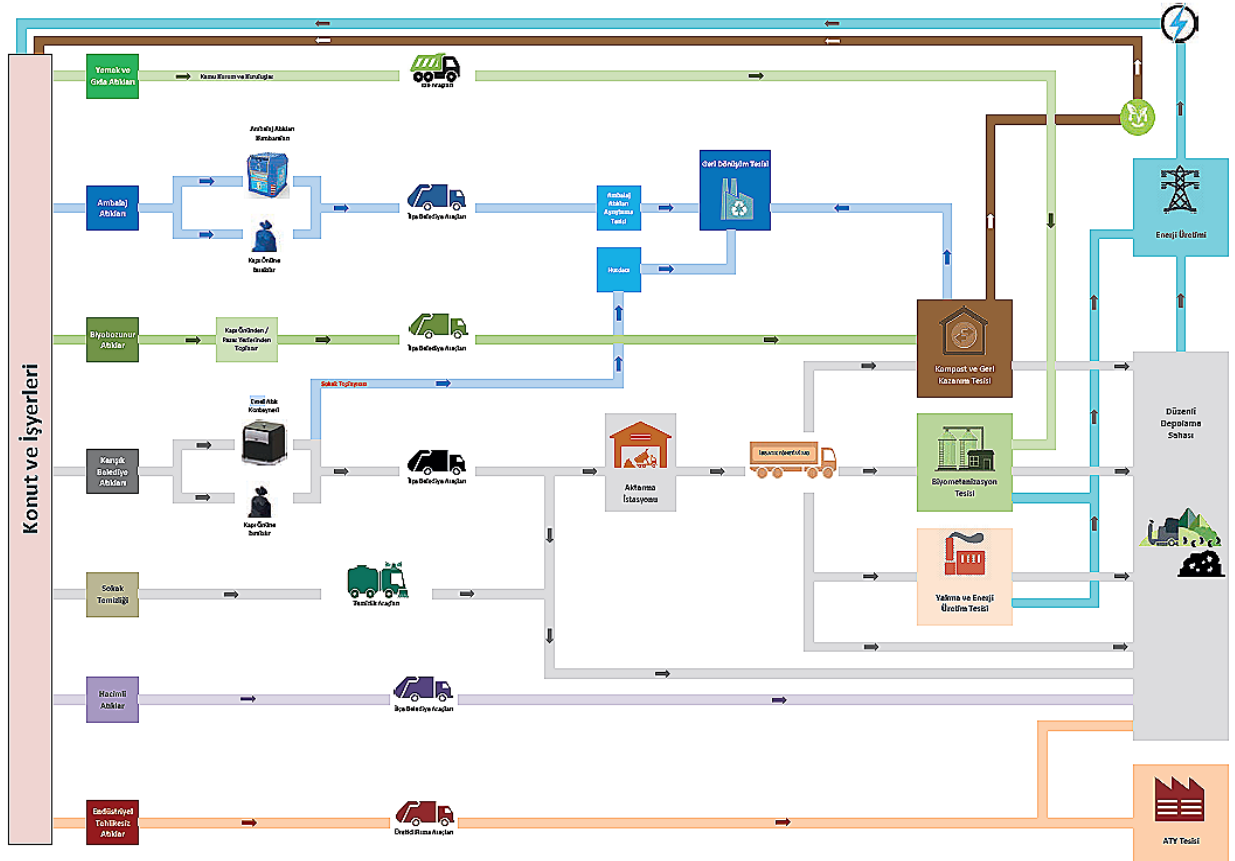 Konut ve İşyerleri
Yemek ve
Gıda Atıkları
Kamu Kurum ve Kuruluşlar
Ambalaj
Atıkları
Ambalaj Atıkları
Kapı Önüne
İlçe Belediye Araçları
Ambalaj
Atıkları
Ayrıştırma
Tesisi
Geri Dönüşüm Tesisi
Hurdacı
Enerji Üretimi
Biyobozunur
Atıklar
Kapı Önünden /
Pazar Yerlerinden
Toplanır
İlçe Belediye Araçları
Sokak Toplayıcısı
Kompost ve Geri
Kazanım Tesisi
Düzenli
Depolama
Sahası
Karışık
Belediye
Atıkları
Evsel Atık
Konteyneri
Kapı Önüne
İlçe Belediye Araçları
Aktarma
İstasyonu
Biyometanizasyon
Tesisi
Sokak
Temizliği
Temizlik Araçları
Yakma ve Enerji
Üretim Tesisi
Hacimli
Atıklar
İlçe Belediye Araçları
Endüstriyel
Tehlikesiz
Atıklar
Üretici Firma Araçları
ATY Tesisi